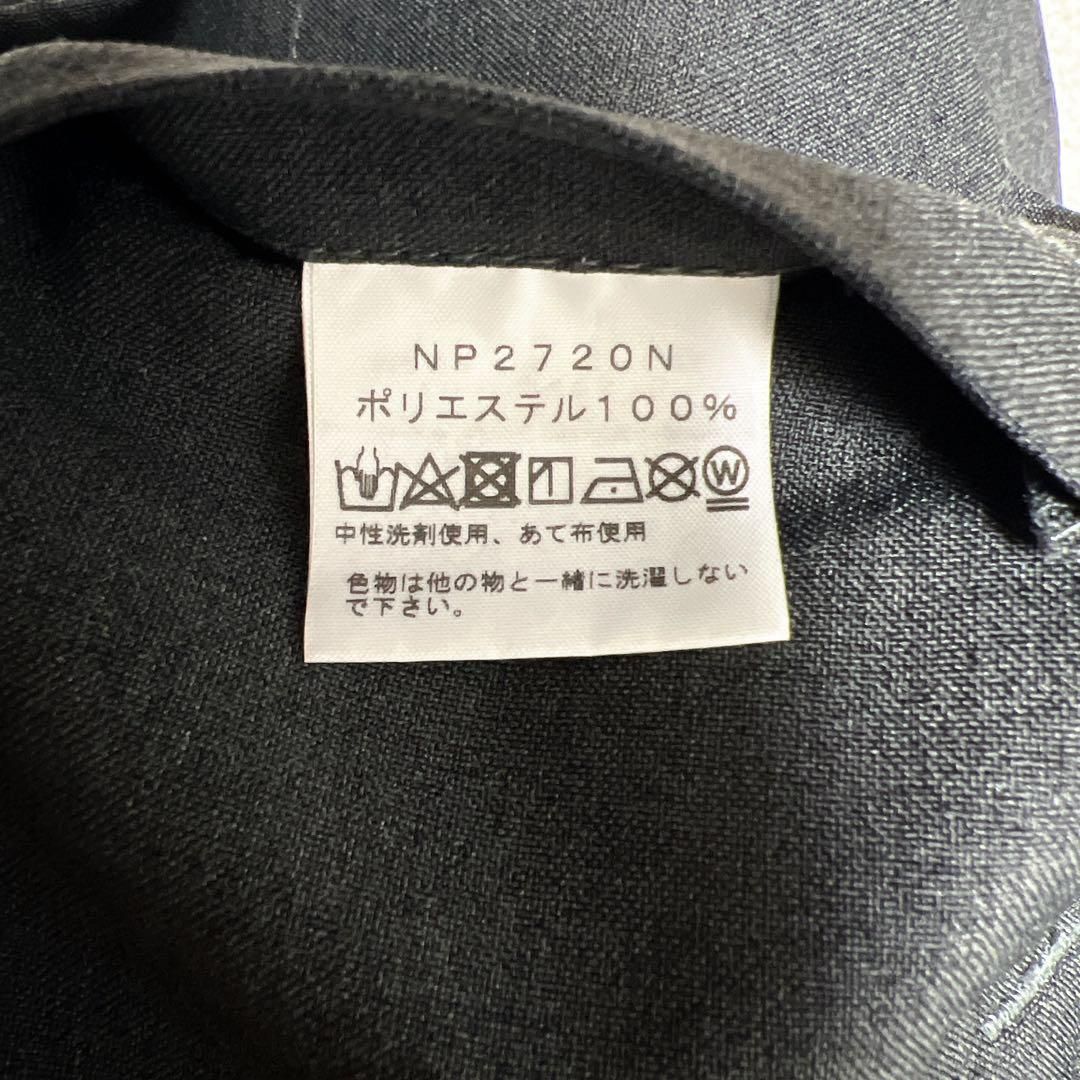 NP2720N
ポリエステル100%
W
中性洗剤使用、あて布使用
色物は他の物と一緒に洗濯しない
で下さい。